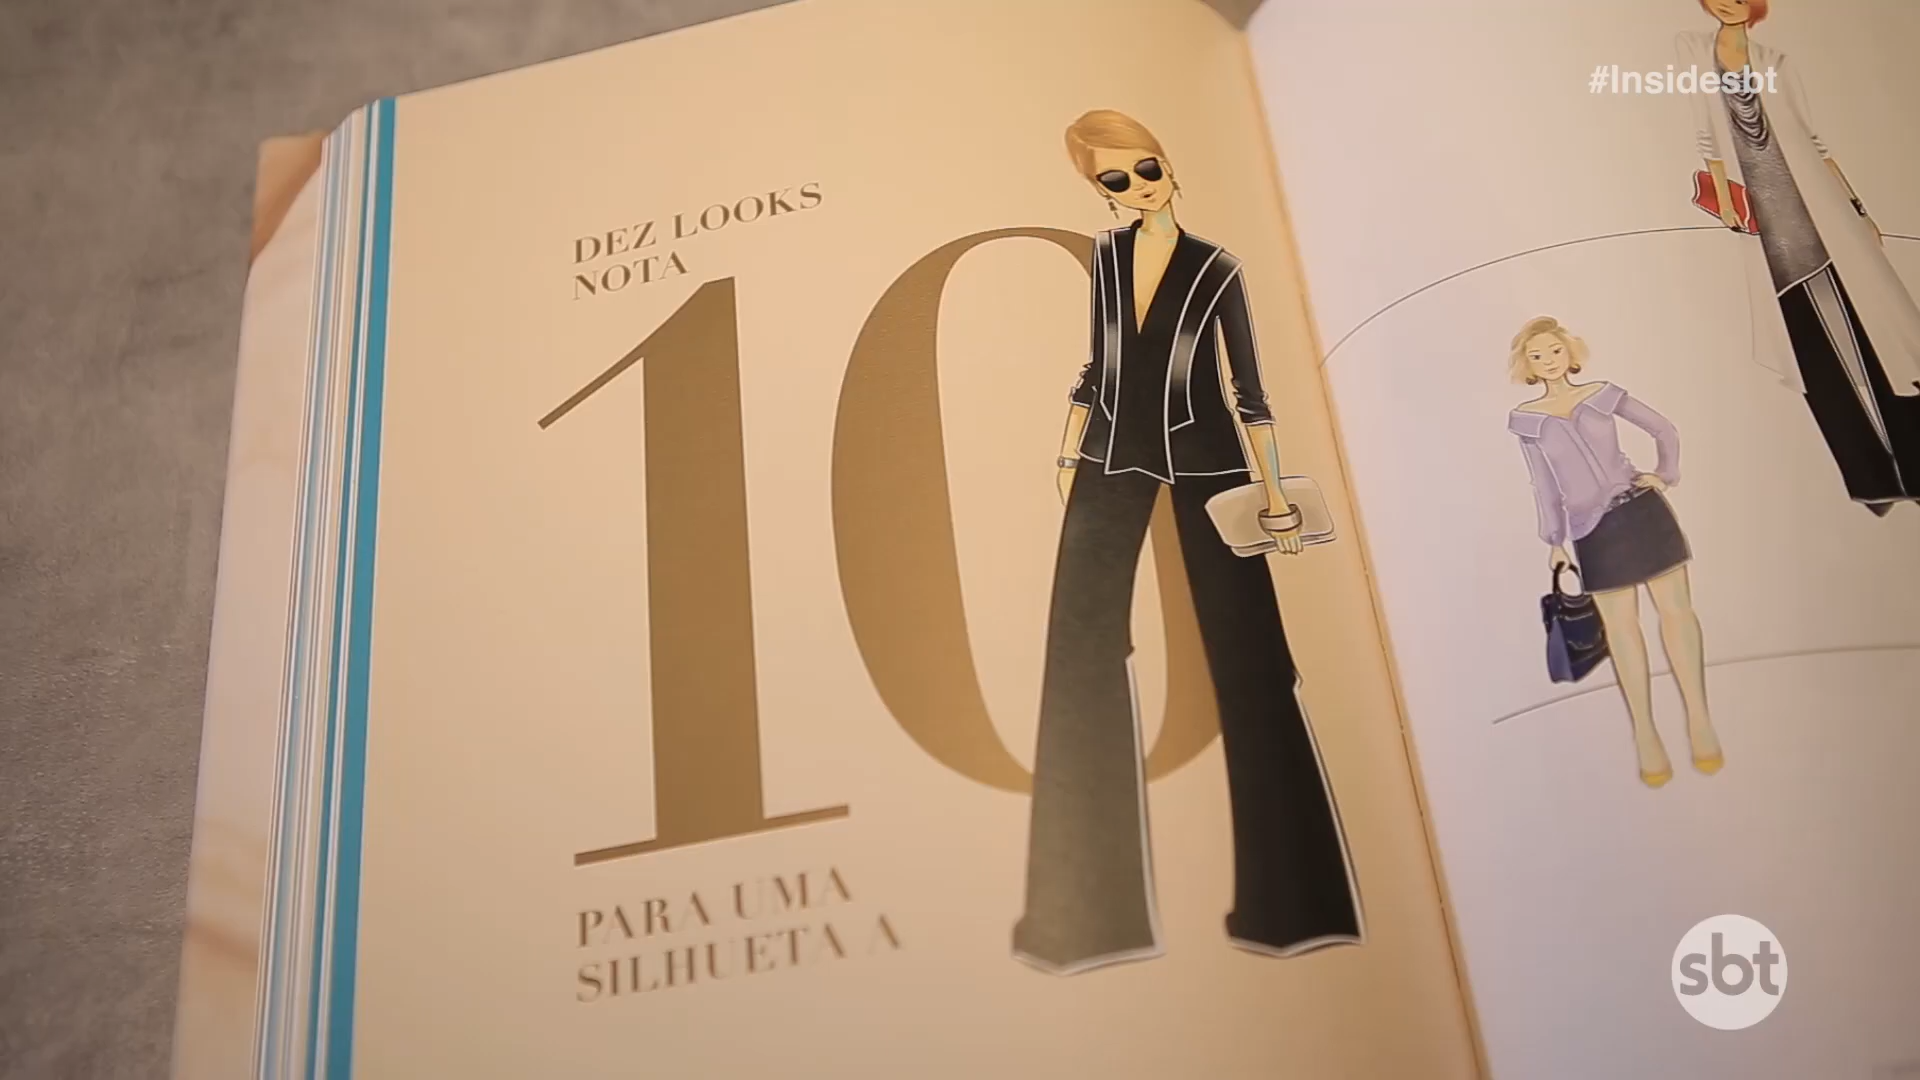 #Insidesbt
DEZ LOOKS
NOTA
10
PARA UMA
SILHUETA A
sbt